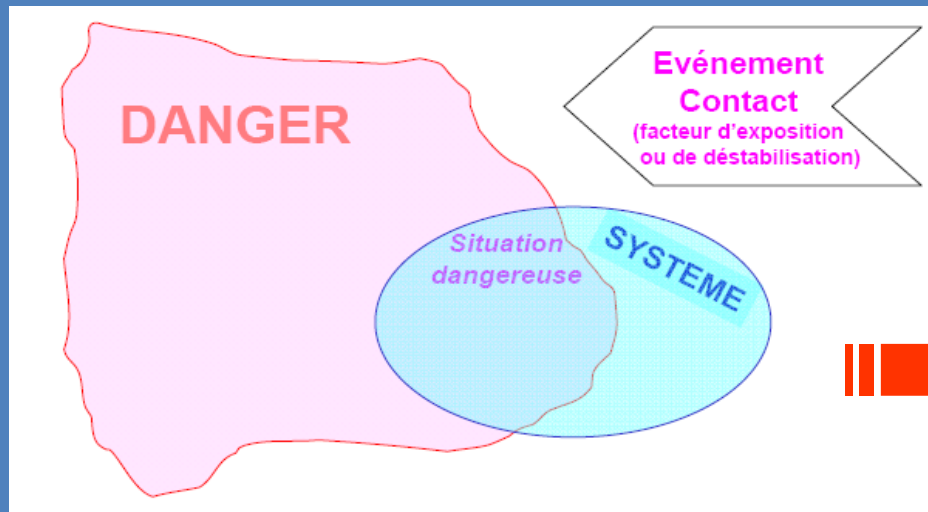 DANGER
Evénement
Contact
(facteur d'exposition
ou de déstabilisation)
Situation
dangereuse
SYSTEME